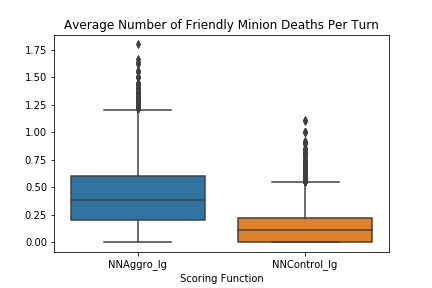 Average Number of Friendly Minion Deaths Per Turn
1.75
1.50
1.25
1.00
0.75
0.50
0.25
0.00
NNAggro_lg
NNControl_lg
Scoring Function